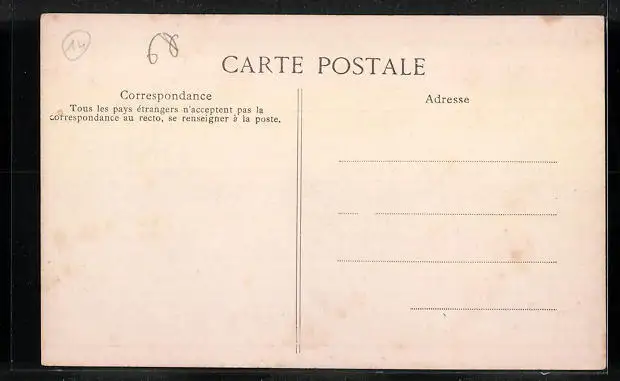 14
68
CARTE POSTALE
Correspondance
Tous les pays étrangers n'acceptent pas la
correspondance au recto, se renseigner à la poste.
Adresse